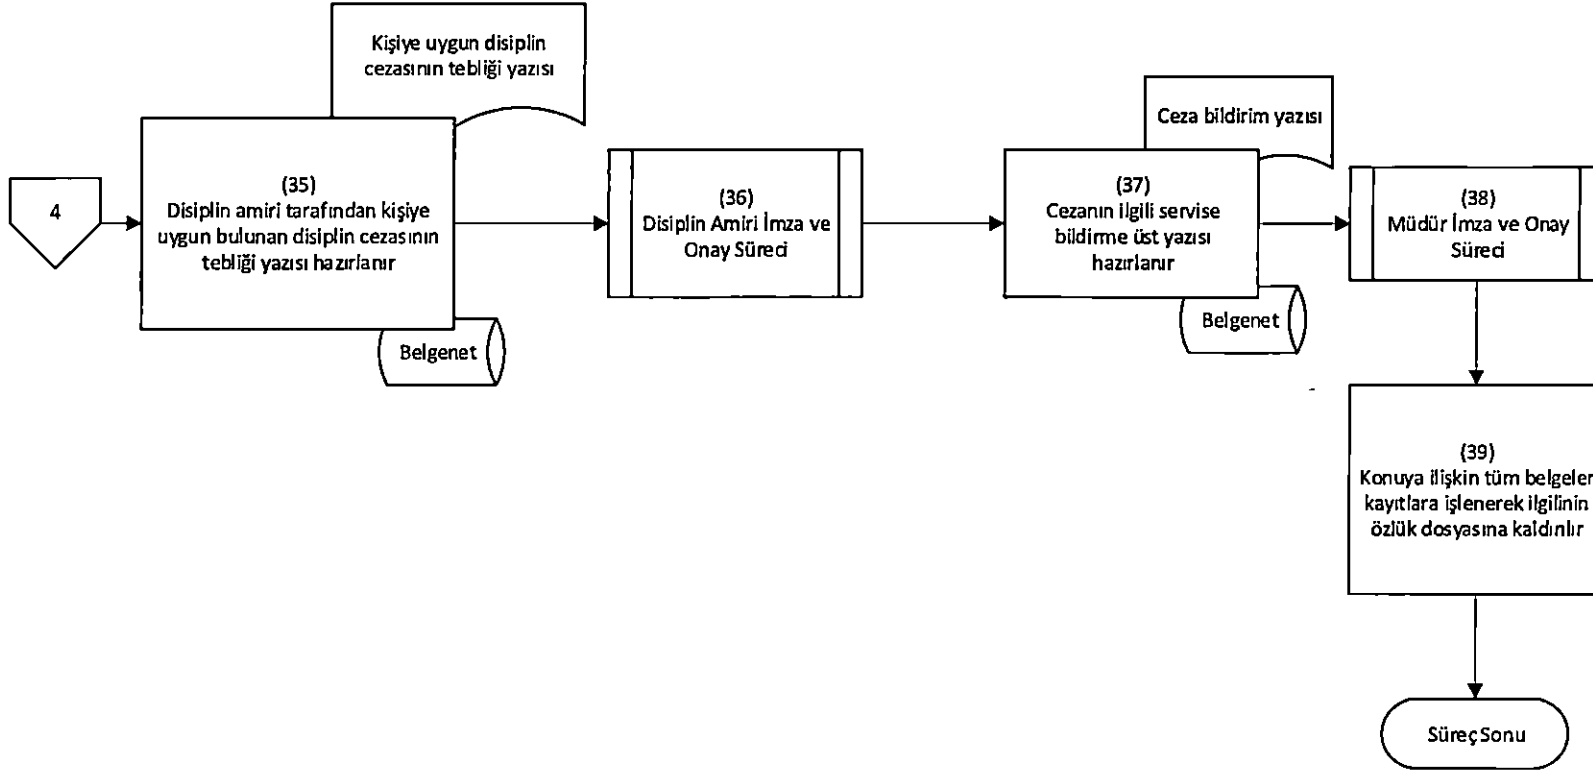 Kişiye uygun disiplin
cezasının tebliği yazısı
4
(35)
Disiplin amiri tarafından kişiye
uygun bulunan disiplin cezasının
tebliği yazısı hazırlanır
Belgenet
(36)
Disiplin Amiri İmza ve
Onay Süreci
Ceza bildirim yazısı
(37)
Cezanın ilgili servise
bildirme üst yazısı
hazırlanır
Belgenet
(38)
Müdür İmza ve Onay
Süreci
(39)
Konuya ilişkin tüm belgeler
kayıtlara işlenerek ilgilinin
özlük dosyasına kaldırılır
Süreç Sonu